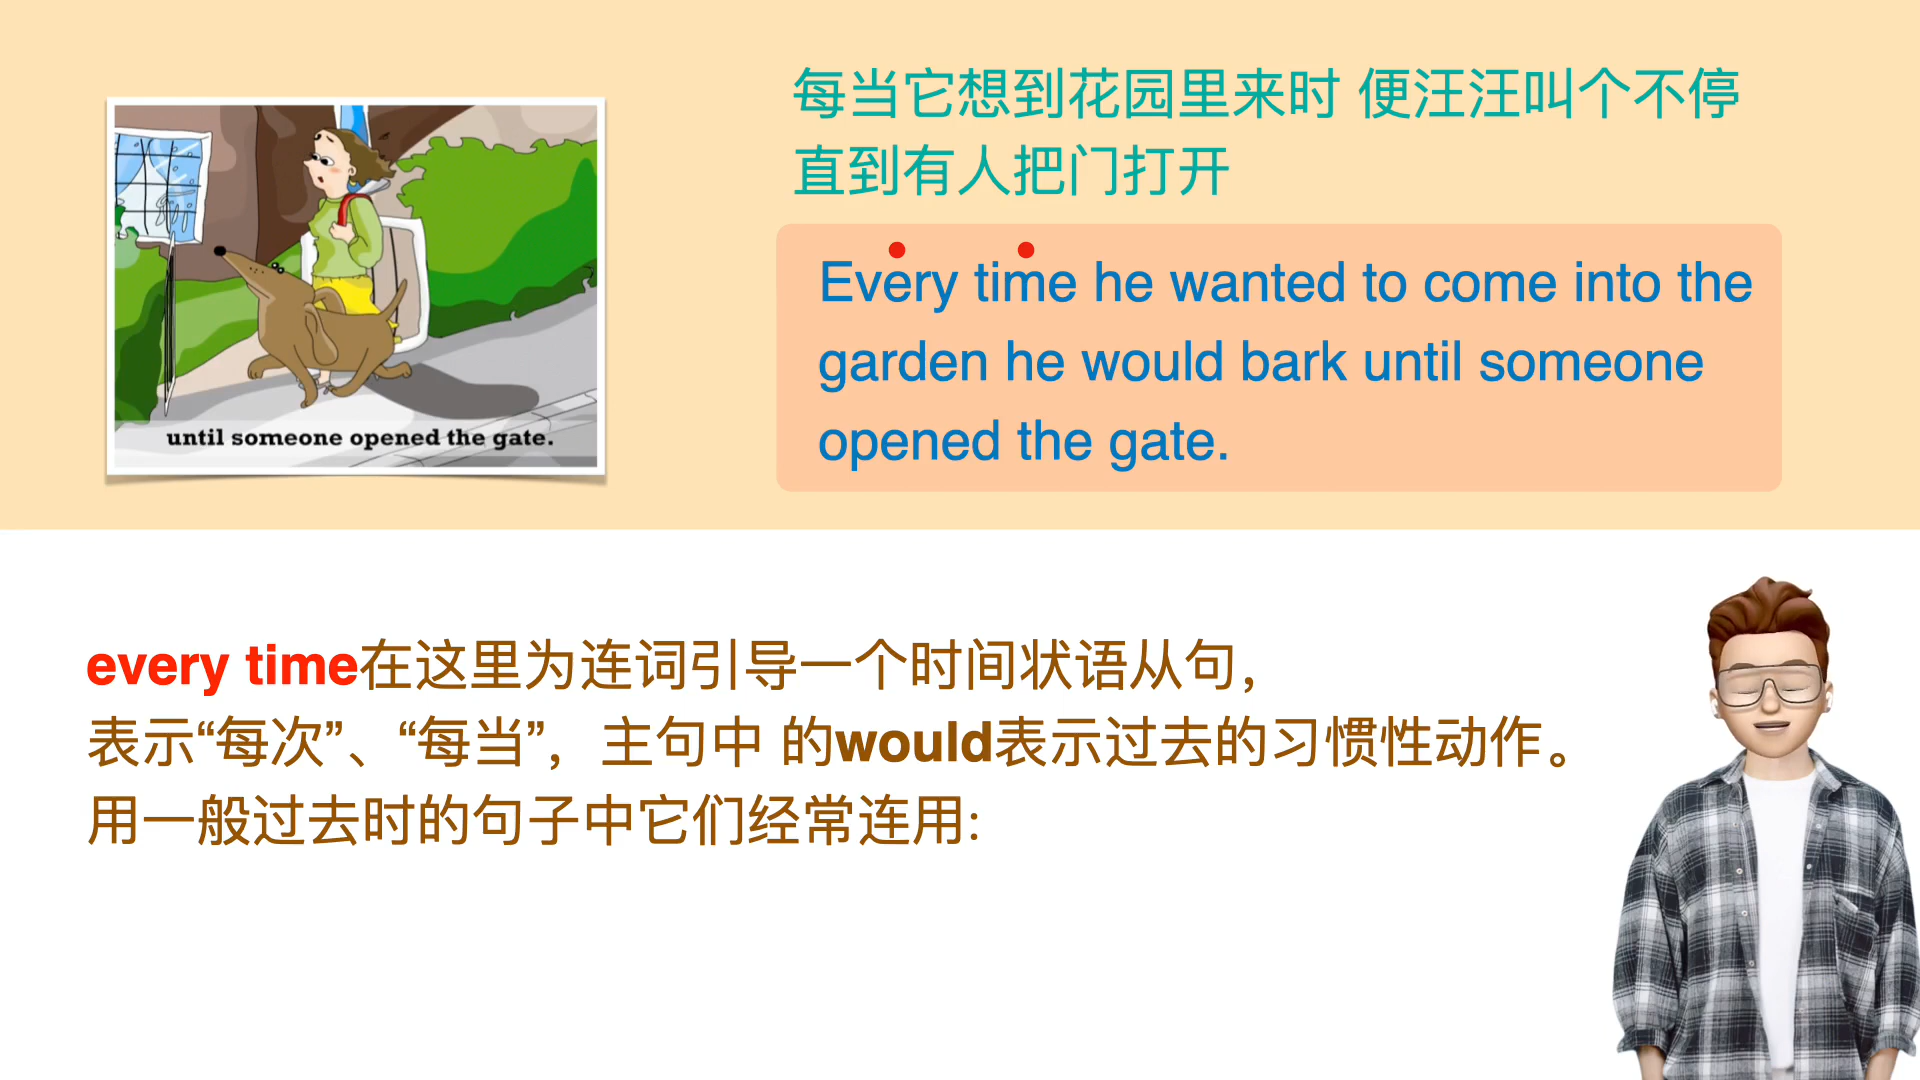 每当它想到花园里来时 便汪汪叫个不停
直到有人把门打开
Every time he wanted to come into the
garden he would bark until someone
opened the gate.
until someone opened the gate.
every time在这里为连词引导一个时间状语从句，
表示“每次”、“每当”，主句中 的would表示过去的习惯性动作。
用一般过去时的句子中它们经常连用: